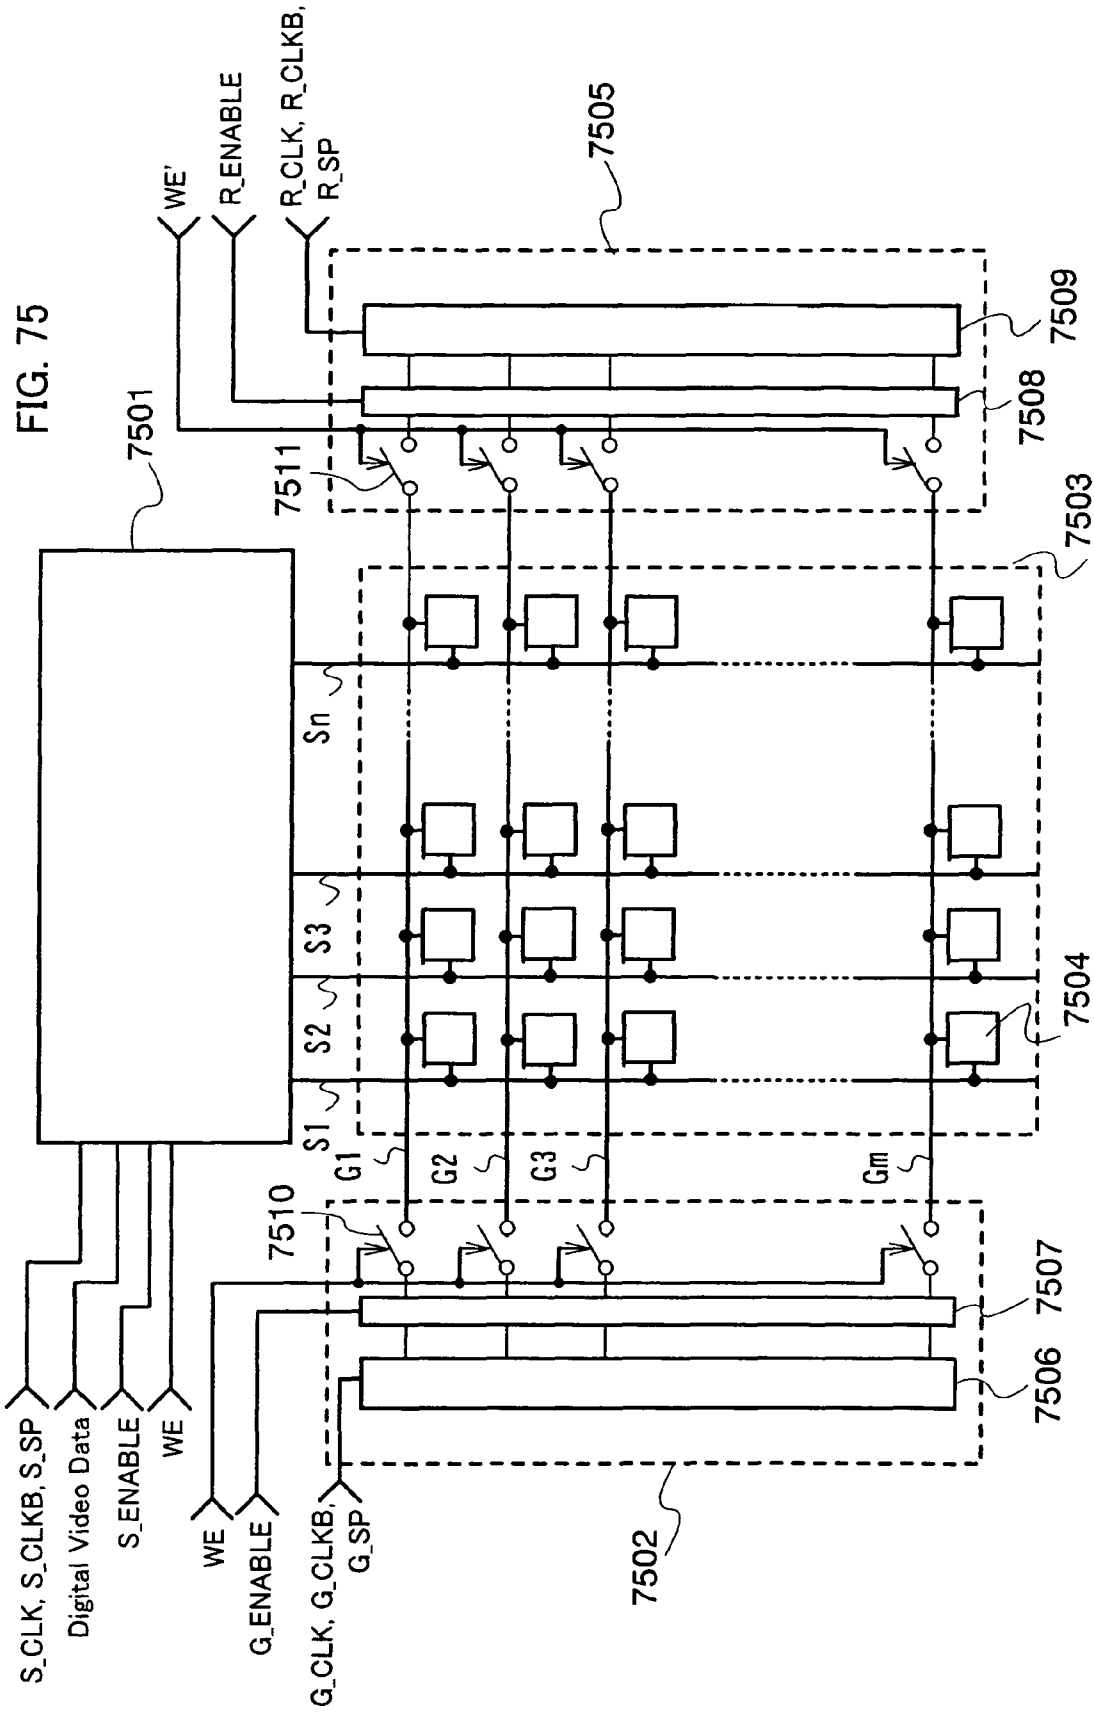 FIG. 75
7501
S_CLK, S_CLKB, S_SP
Digital Video Data
S_ENABLE
WE
WE
G_ENABLE
G_CLK, G_CLKB,
G_SP
WE'
R_ENABLE
R_CLK, R_CLKB,
R_SP
7510
7511
S1
S2
S3
Sn
G1
G2
G3
Gm
7502
7506
7507
7504
7503
7508
7509
7505